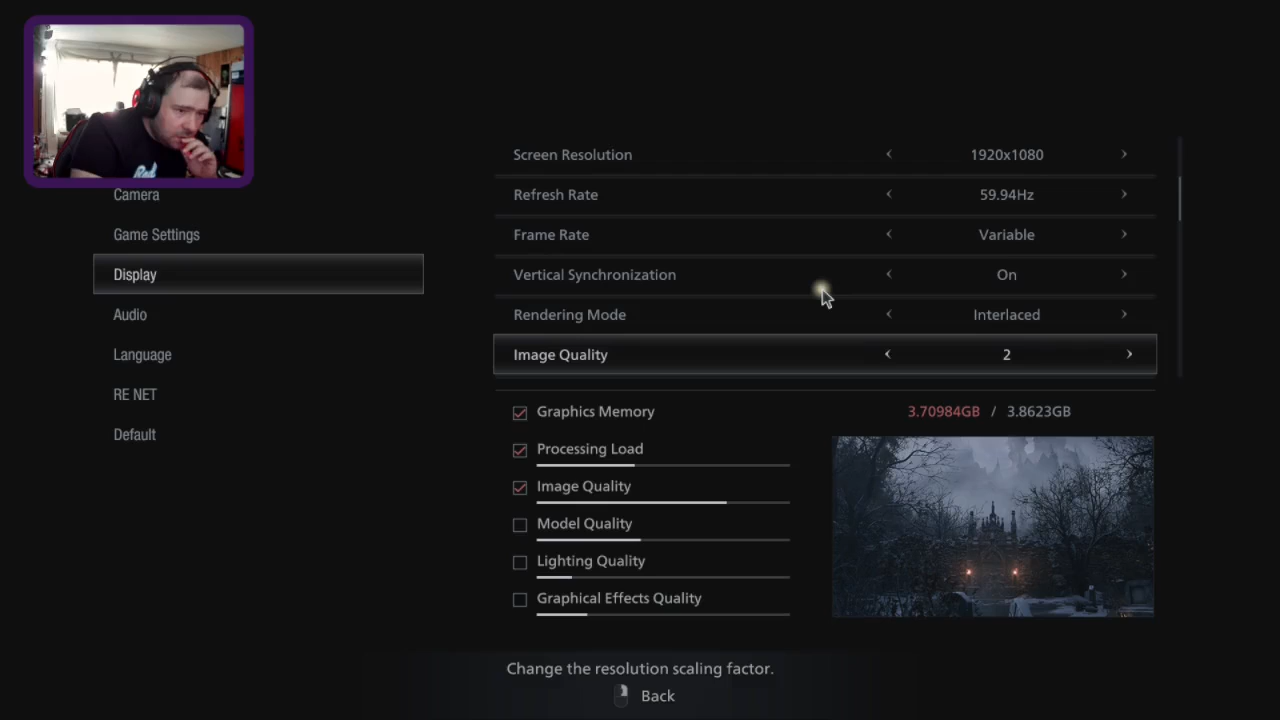 Camera
Game Settings
Display
Audio
Language
RE NET
Default
Screen Resolution 1920x1080
Refresh Rate 59.94Hz
Frame Rate Variable
Vertical Synchronization On
Rendering Mode Interlaced
Image Quality 2
Graphics Memory 3.70984GB / 3.8623GB
Processing Load
Image Quality
Model Quality
Lighting Quality
Graphical Effects Quality
Change the resolution scaling factor.
Back